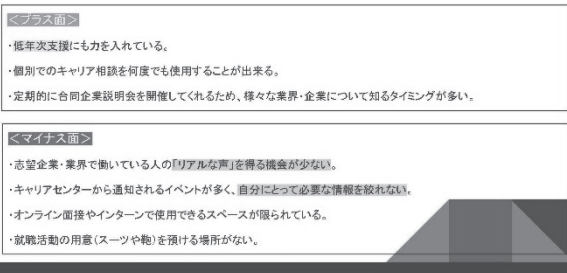 <プラス面>
・低年次支援にも力を入れている。
・個別でのキャリア相談を何度でも使用することが出来る。
・定期的に合同企業説明会を開催してくれるため、様々な業界・企業について知るタイミングが多い。
<マイナス面>
・志望企業・業界で働いている人の「リアルな声」を得る機会が少ない。
・キャリアセンターから通知されるイベントが多く、自分にとって必要な情報を絞れない。
・オンライン面接やインターンで使用できるスペースが限られている。
・就職活動の用意(スーツや鞄)を預ける場所がない。